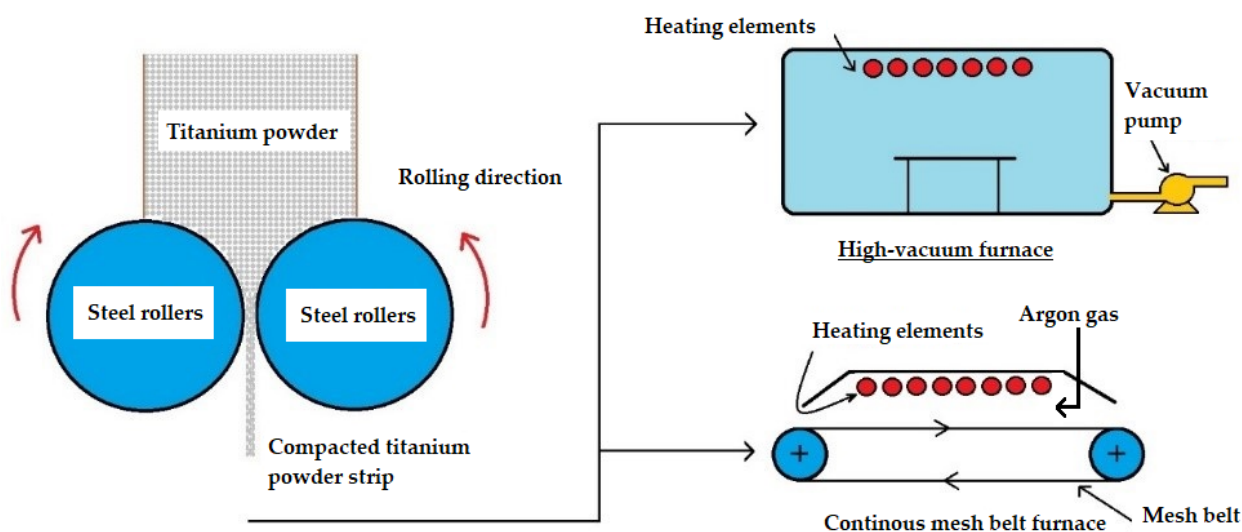 Titanium powder
Rolling direction
Steel rollers
Steel rollers
Compacted titanium
powder strip
Heating elements
Vacuum
pump
High-vacuum furnace
Argon gas
Heating elements
Mesh belt
Continous mesh belt furnace